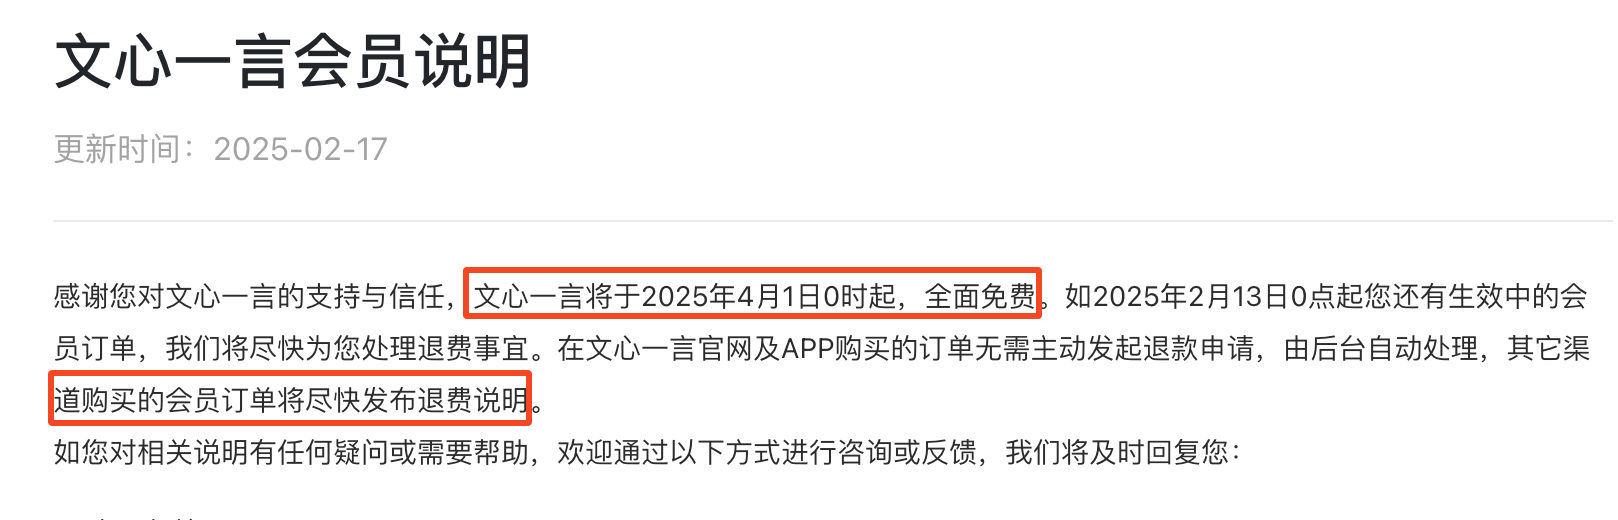 文心一言会员说明
更新时间：2025-02-17
感谢您对文心一言的支持与信任，文心一言将于2025年4月1日0时起，全面免费。如2025年2月13日0点起您还有生效中的会
员订单，我们将尽快为您处理退费事宜。在文心一言官网及APP购买的订单无需主动发起退款申请，由后台自动处理，其它渠
道购买的会员订单将尽快发布退费说明。
如您对相关说明有任何疑问或需要帮助，欢迎通过以下方式进行咨询或反馈，我们将及时回复您：